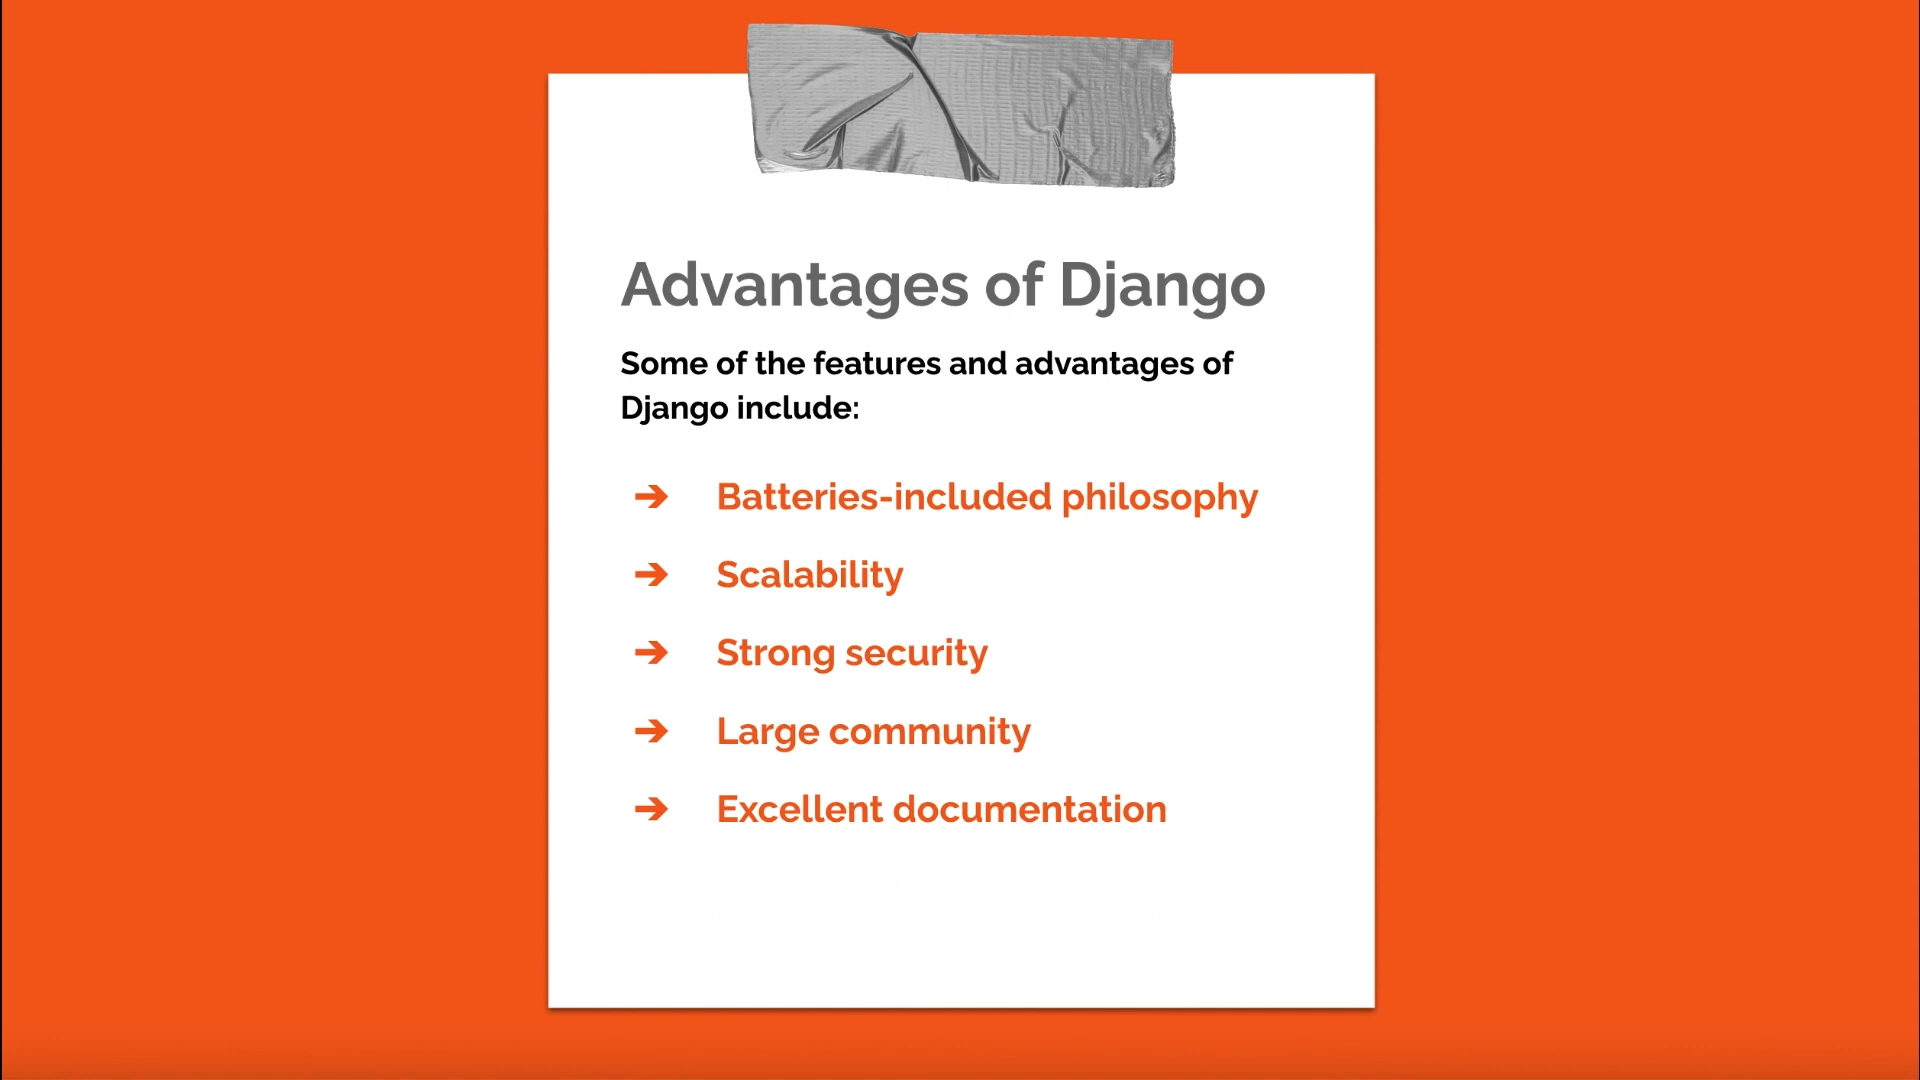 Advantages of Django
Some of the features and advantages of
Django include:
➔ Batteries-included philosophy
➔ Scalability
➔ Strong security
➔ Large community
➔ Excellent documentation